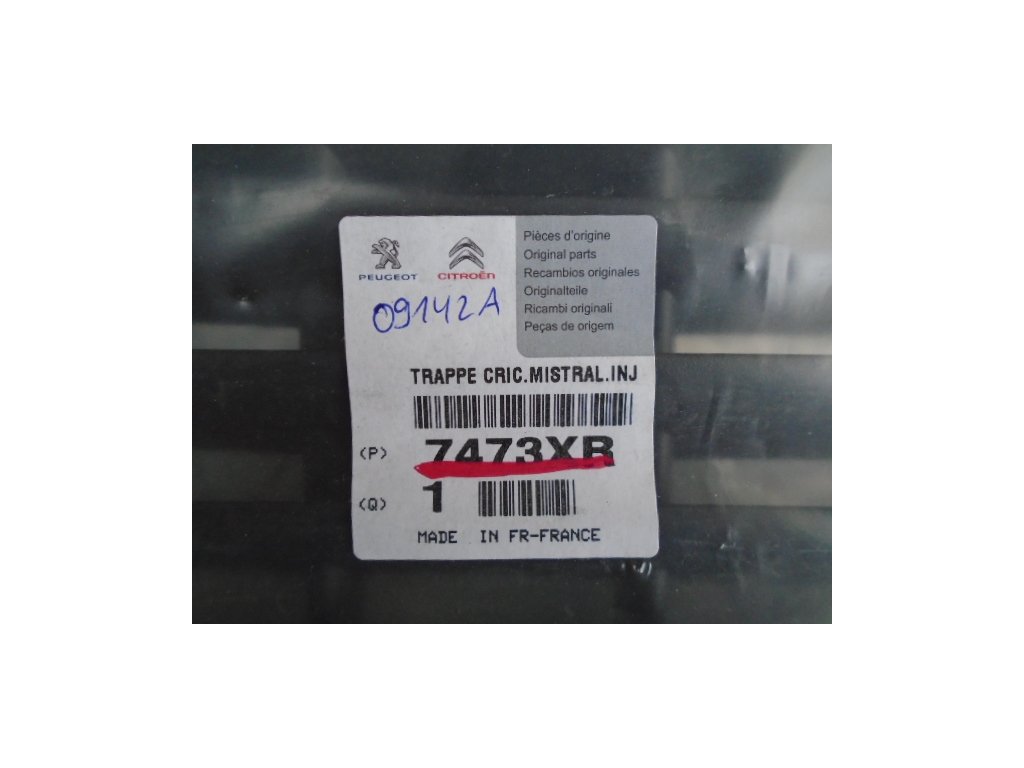 PEUGEOT
CITROËN
Pièces d'origine
Original parts
Recambios originales
Originalteile
Ricambi originali
Peças de origem
09142A
TRAPPE CRIC.MISTRAL.INJ
(P) 7473XB
(Q) 1
MADE IN FR-FRANCE